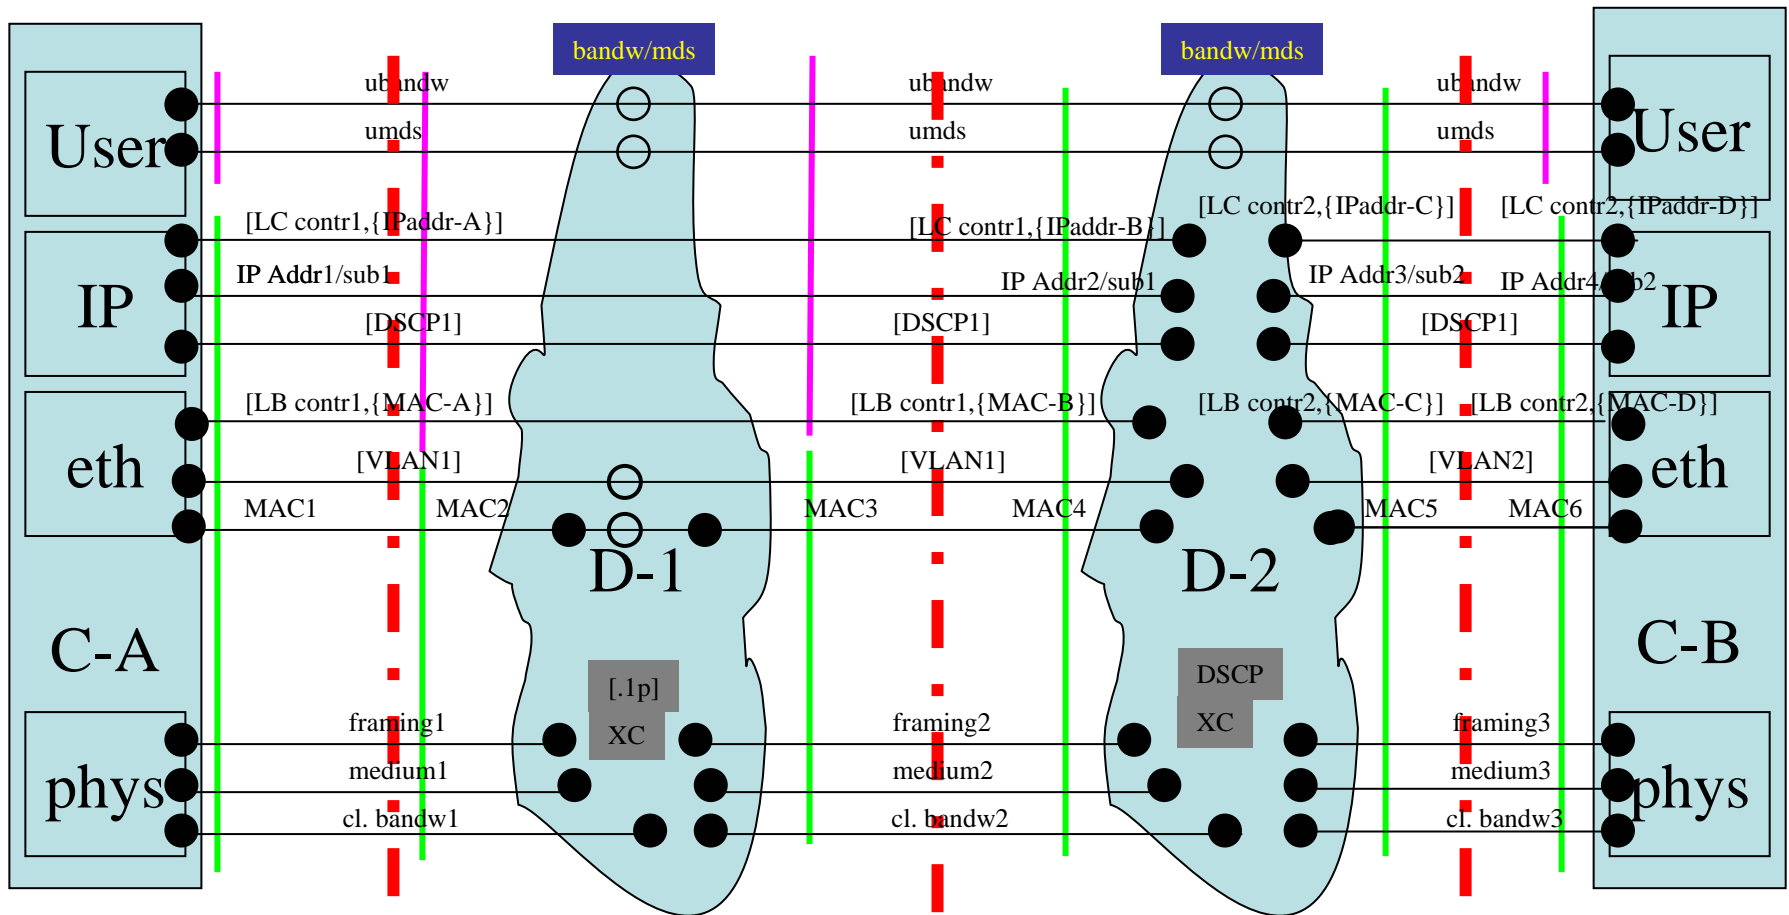 bandw/mds bandw/mds
ubandw ubandw ubandw
umds umds umds
User User
[LC contr1,{IPaddr-A}] [LC contr1,{IPaddr-B}] [LC contr2,{IPaddr-C}] [LC contr2,{IPaddr-D}]
IP Addr1/sub1 IP Addr2/sub1 IP Addr3/sub2 IP Addr4/sub2
IP IP
[DSCP1] [DSCP1] [DSCP1]
[LB contr1,{MAC-A}] [LB contr1,{MAC-B}] [LB contr2,{MAC-C}] [LB contr2,{MAC-D}]
eth eth
[VLAN1] [VLAN1] [VLAN2]
MAC1 MAC2 MAC3 MAC4 MAC5 MAC6
D-1 D-2
C-A C-B
[.1p] DSCP
XC XC
framing1 framing2 framing3
medium1 medium2 medium3
phys phys
cl. bandw1 cl. bandw2 cl. bandw3